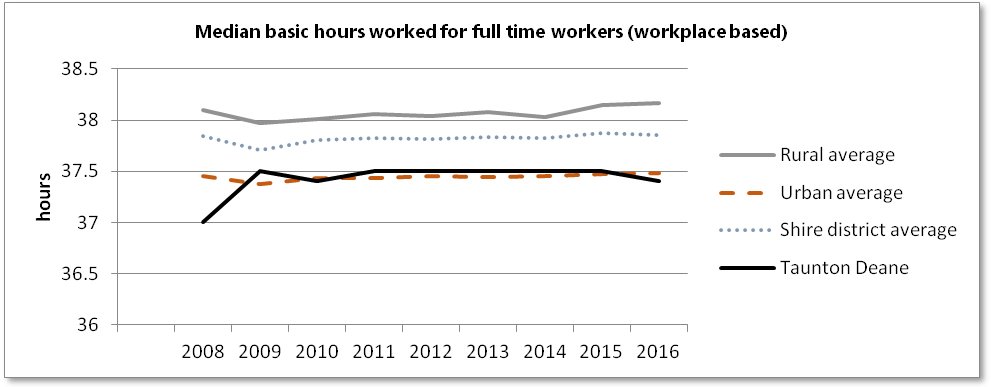 Median basic hours worked for full time workers (workplace based)
38.5
38
37.5
37
36.5
36
hours
2008 2009 2010 2011 2012 2013 2014 2015 2016
Rural average
Urban average
Shire district average
Taunton Deane